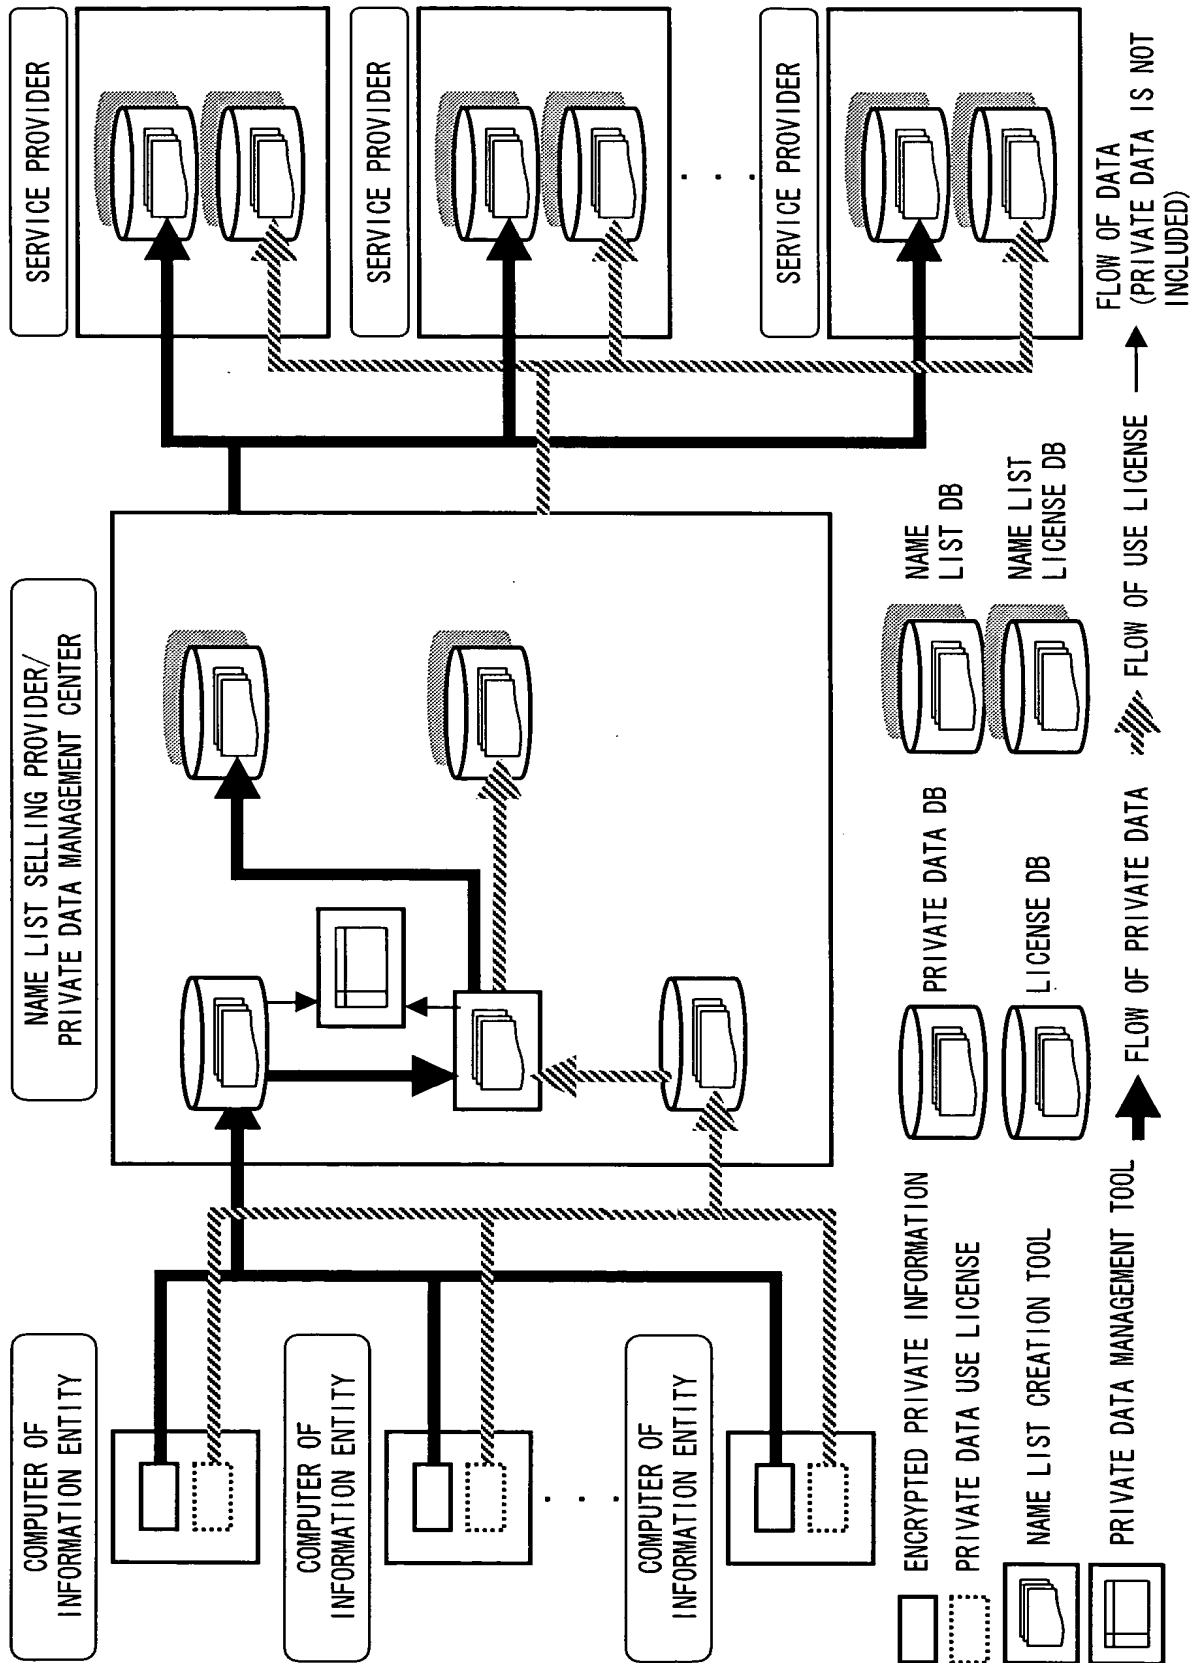 COMPUTER OF
INFORMATION ENTITY
COMPUTER OF
INFORMATION ENTITY
COMPUTER OF
INFORMATION ENTITY
NAME LIST SELLING PROVIDER/
PRIVATE DATA MANAGEMENT CENTER
SERVICE PROVIDER
SERVICE PROVIDER
SERVICE PROVIDER
ENCRYPTED PRIVATE INFORMATION
PRIVATE DATA USE LICENSE
NAME LIST CREATION TOOL
PRIVATE DATA MANAGEMENT TOOL
PRIVATE DATA DB
LICENSE DB
NAME
LIST DB
NAME LIST
LICENSE DB
FLOW OF PRIVATE DATA
FLOW OF USE LICENSE
FLOW OF DATA
(PRIVATE DATA IS NOT
INCLUDED)